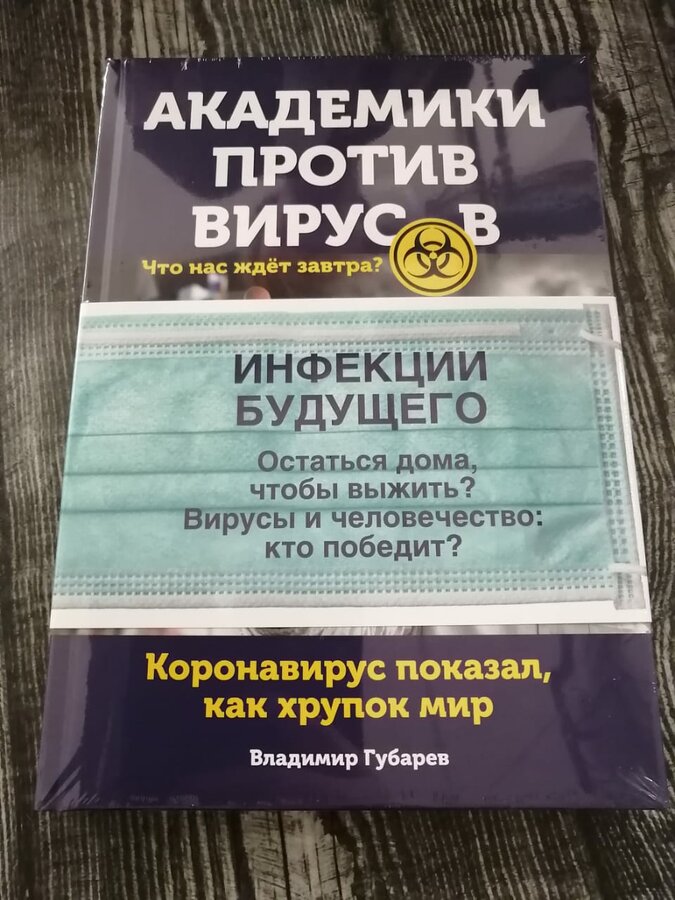 АКАДЕМИКИ
ПРОТИВ
ВИРУС В
Что нас ждёт завтра?
ИНФЕКЦИИ
БУДУЩЕГО
Остаться дома,
чтобы выжить?
Вирусы и человечество:
кто победит?
Коронавирус показал,
как хрупок мир
Владимир Губарев